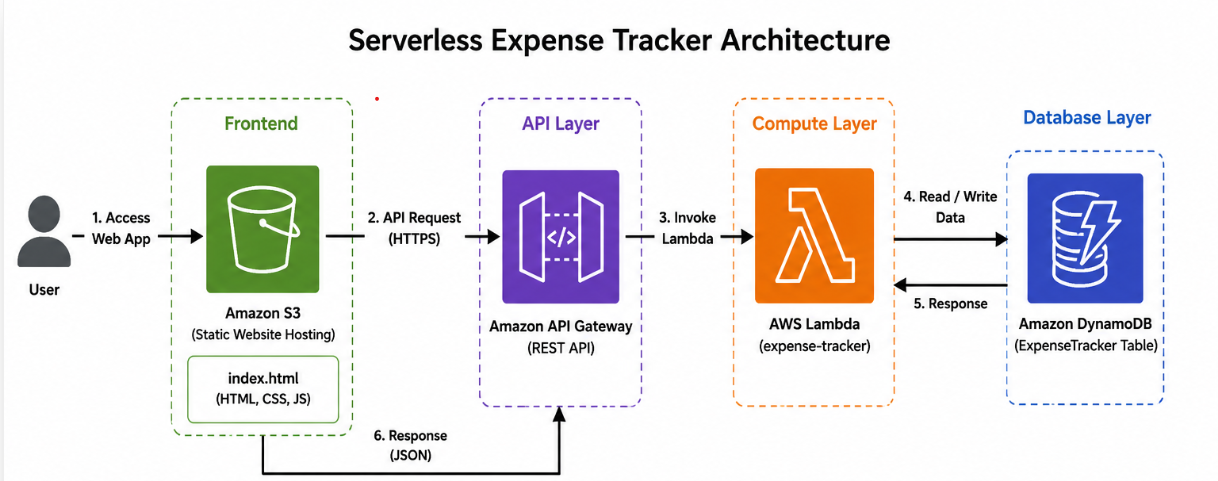 Serverless Expense Tracker Architecture
Frontend
API Layer
Compute Layer
Database Layer
1. Access
Web App
2. API Request
(HTTPS)
</>
3. Invoke
Lambda
4. Read / Write
Data
5. Response
User
Amazon S3
(Static Website Hosting)
index.html
(HTML, CSS, JS)
Amazon API Gateway
(REST API)
AWS Lambda
(expense-tracker)
Amazon DynamoDB
(ExpenseTracker Table)
6. Response
(JSON)